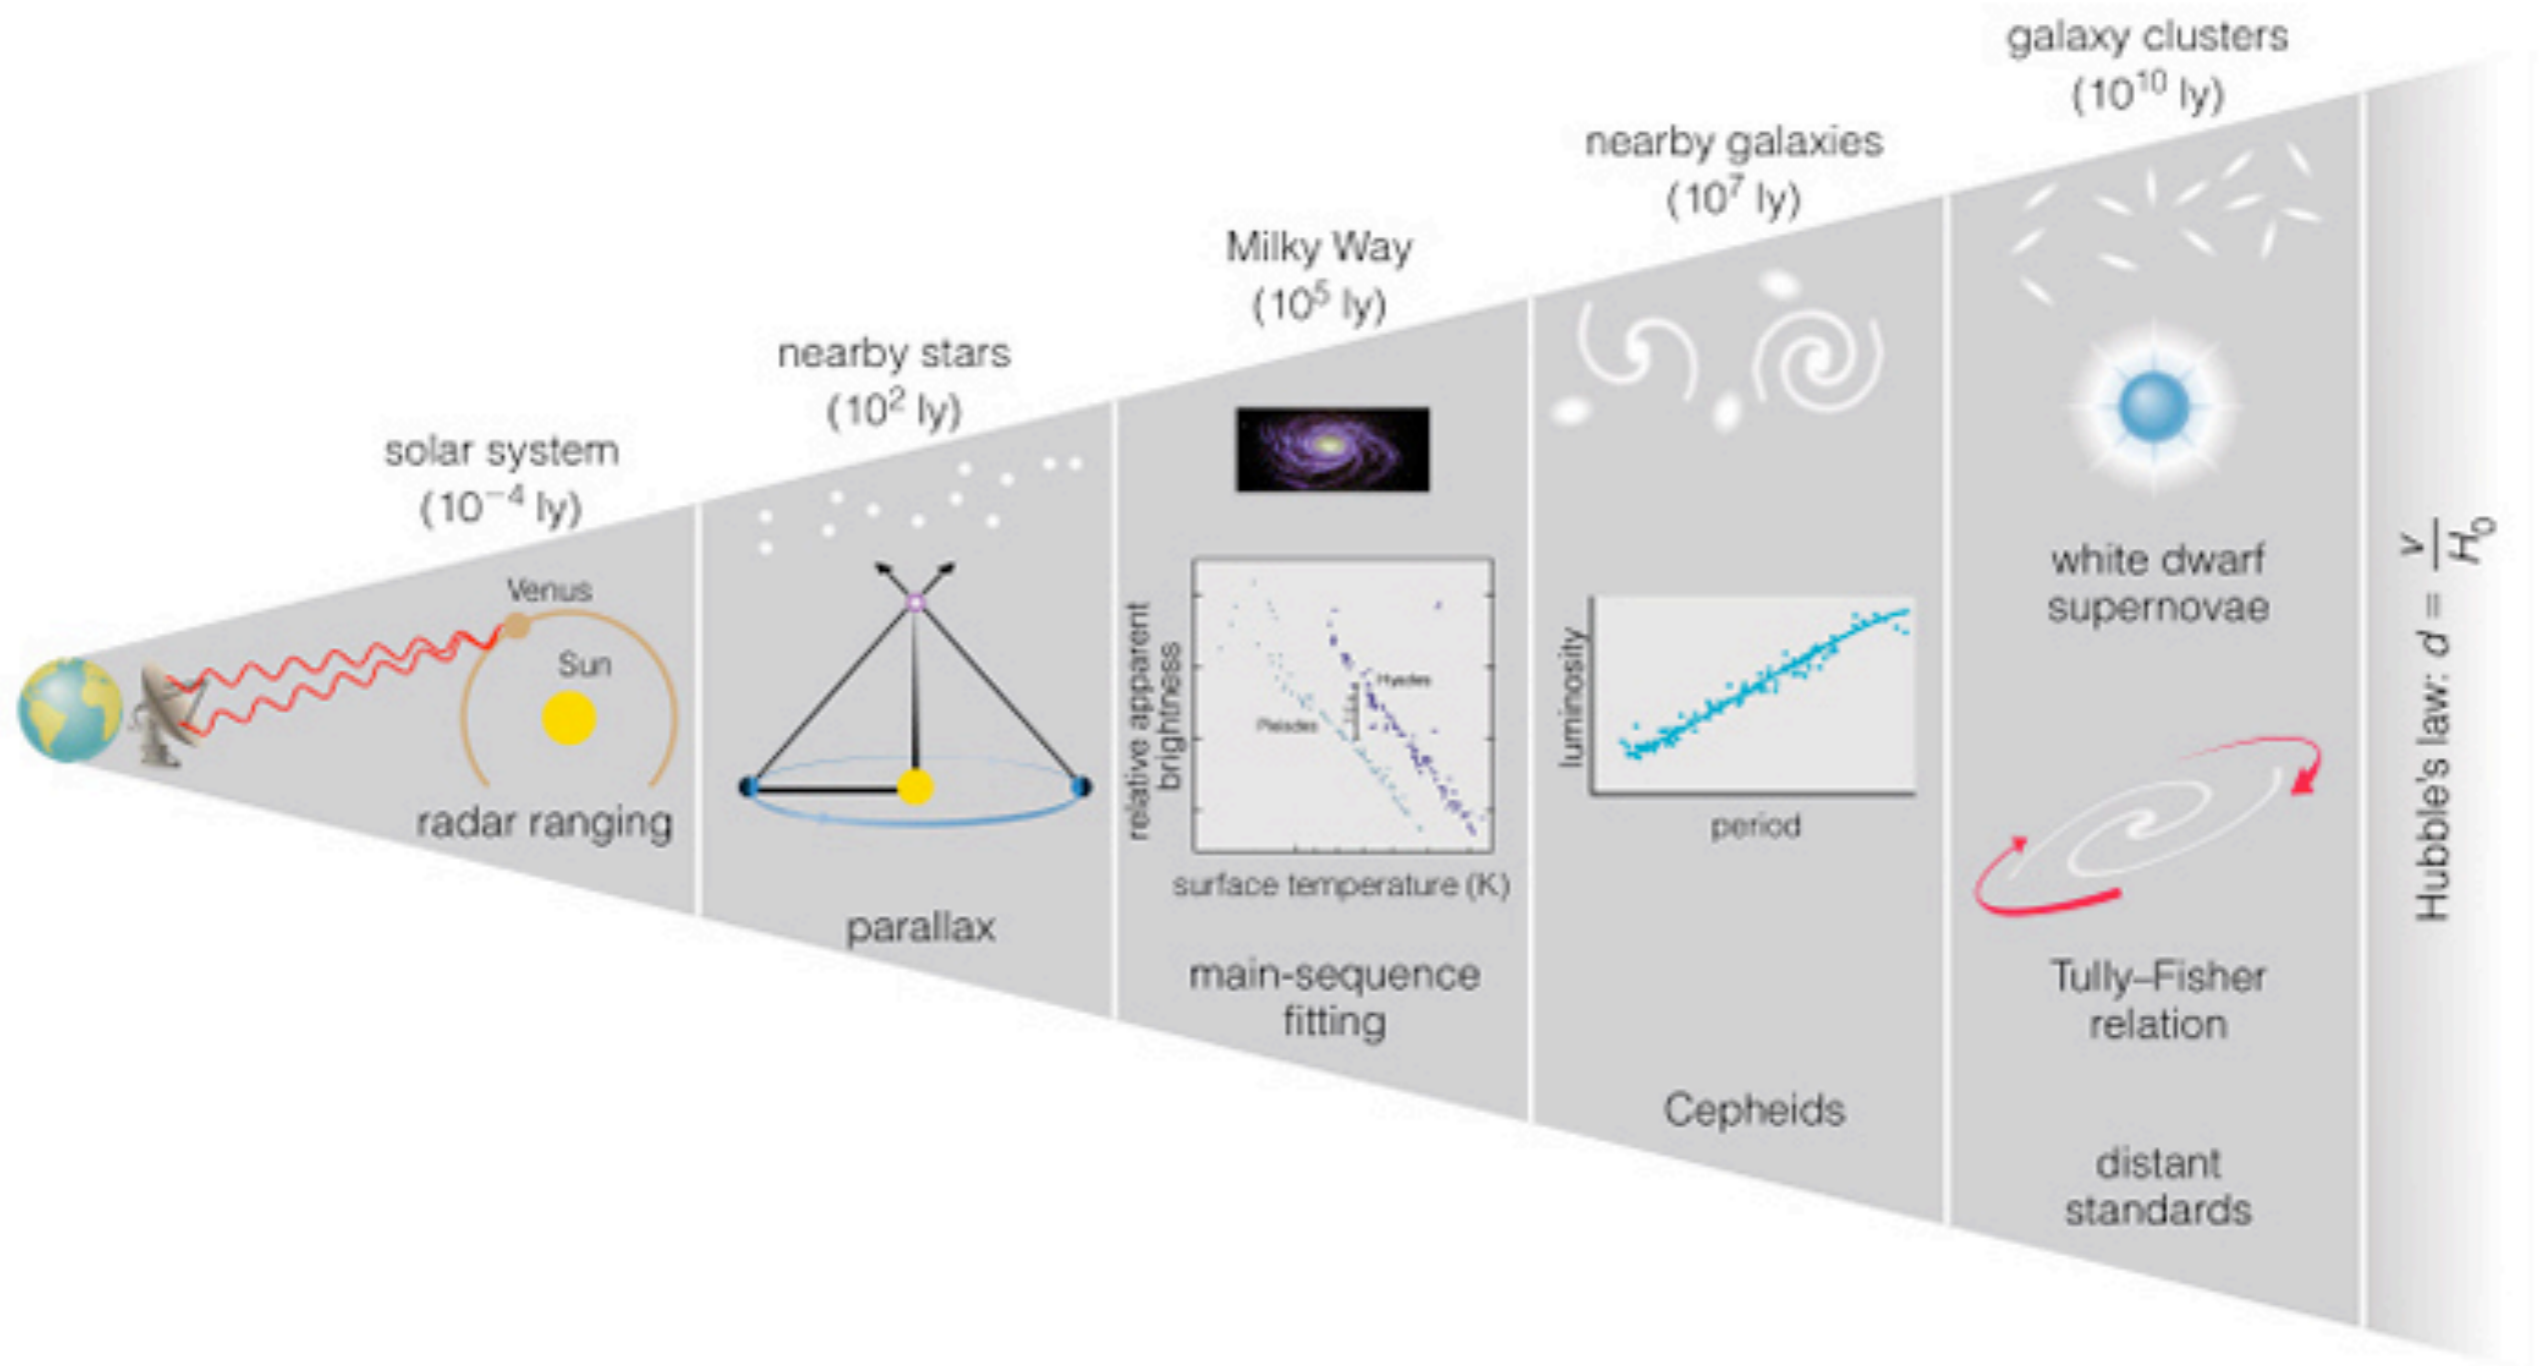 solar system
(10⁻⁴ ly)
Venus
Sun
radar ranging
nearby stars
(10² ly)
parallax
Milky Way
(10⁵ ly)
relative apparent
brightness
Hyades
Pleiades
surface temperature (K)
main-sequence
fitting
nearby galaxies
(10⁷ ly)
luminosity
period
Cepheids
galaxy clusters
(10¹⁰ ly)
white dwarf
supernovae
Tully–Fisher
relation
distant
standards
Hubble's law: d = v/H₀